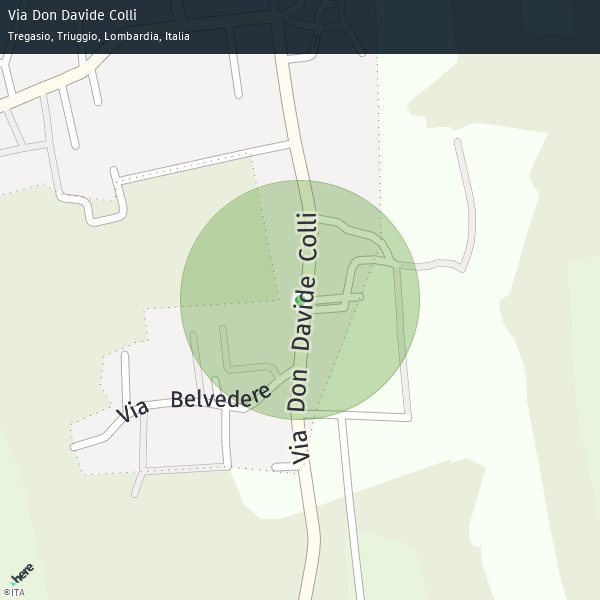 Via Don Davide Colli
Tregasio, Triuggio, Lombardia, Italia
Via Don Davide Colli
Via Belvedere
here
©ITA